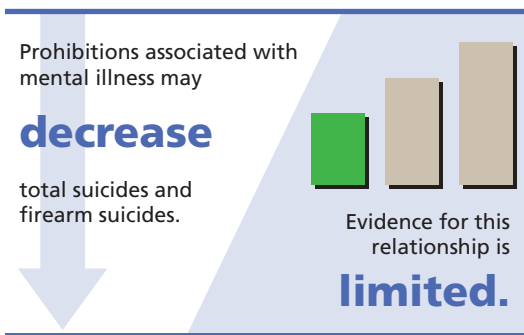 Prohibitions associated with
mental illness may
decrease
total suicides and
firearm suicides.
Evidence for this
relationship is
limited.